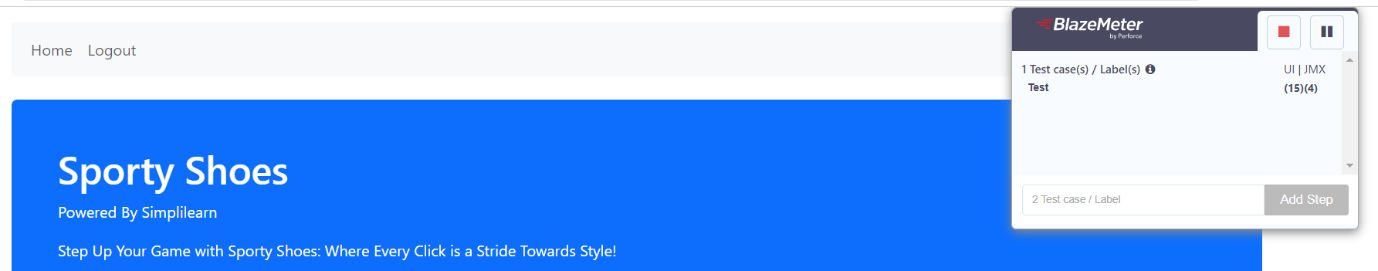 Home Logout
Sporty Shoes
Powered By Simplilearn
Step Up Your Game with Sporty Shoes: Where Every Click is a Stride Towards Style!
BlazeMeter
by Perforce
1 Test case(s) / Label(s) UI | JMX
Test (15)(4)
2 Test case / Label Add Step